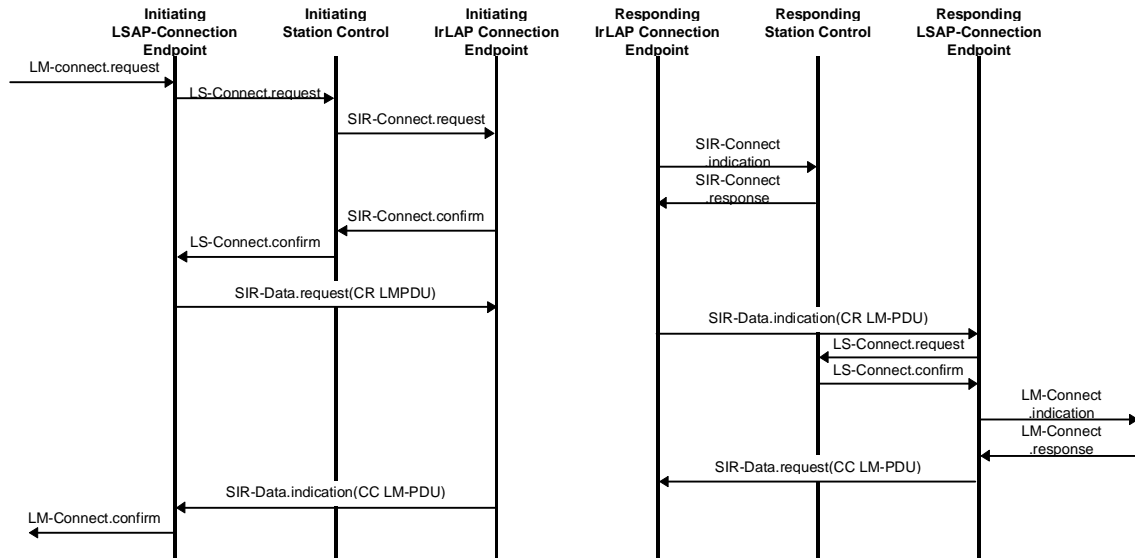 Initiating
LSAP-Connection
Endpoint
Initiating
Station Control
Initiating
IrLAP Connection
Endpoint
Responding
IrLAP Connection
Endpoint
Responding
Station Control
Responding
LSAP-Connection
Endpoint
LM-connect.request
LS-Connect.request
SIR-Connect.request
SIR-Connect
.indication
SIR-Connect
.response
SIR-Connect.confirm
LS-Connect.confirm
SIR-Data.request(CR LMPDU)
SIR-Data.indication(CR LM-PDU)
LS-Connect.request
LS-Connect.confirm
LM-Connect
.indication
LM-Connect
.response
SIR-Data.request(CC LM-PDU)
SIR-Data.indication(CC LM-PDU)
LM-Connect.confirm